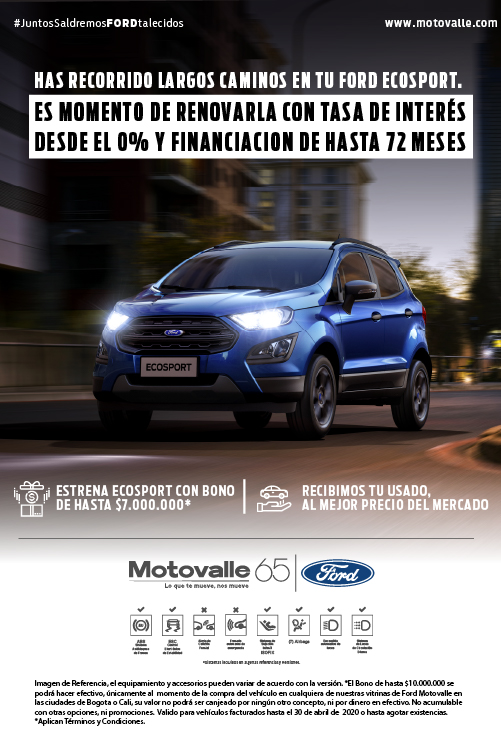 #JuntosSaldremosFORDtalecidos
www.motovalle.com
HAS RECORRIDO LARGOS CAMINOS EN TU FORD ECOSPORT.
ES MOMENTO DE RENOVARLA CON TASA DE INTERÉS
DESDE EL 0% Y FINANCIACION DE HASTA 72 MESES
Ford
ECOSPORT
ESTRENA ECOSPORT CON BONO
DE HASTA $7.000.000*
RECIBIMOS TU USADO,
AL MEJOR PRECIO DEL MERCADO
Motovalle 65
Lo que te mueve, nos mueve
Ford
ABS
ESC
ISOFIX
(7) Airbags
Imagen de Referencia, el equipamiento y accesorios pueden variar de acuerdo con la versión. *El Bono de hasta $10.000.000 se
podrá hacer efectivo, únicamente al momento de la compra del vehículo en cualquiera de nuestras vitrinas de Ford Motovalle en
las ciudades de Bogota o Cali, su valor no podrá ser canjeado por ningún otro concepto, ni por dinero en efectivo. No acumulable
con otras opciones, ni promociones. Valido para vehículos facturados hasta el 30 de abril de 2020 o hasta agotar existencias.
*Aplican Términos y Condiciones.